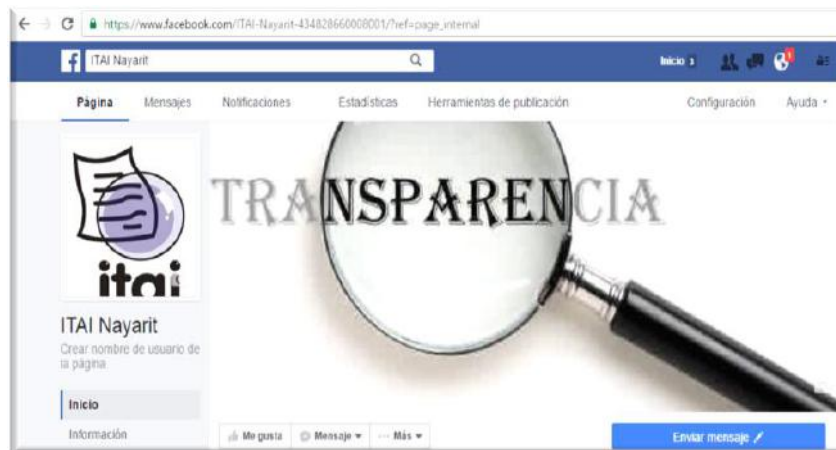 https://www.facebook.com/ITAI-Nayarit-434828660008001/?ref=page_internal
ITAI Nayarit
Inicio 3
1
Página Mensajes Notificaciones Estadísticas Herramientas de publicación Configuración Ayuda
TRANSPARENCIA
itai
ITAI Nayarit
Crear nombre de usuario de
la página
Inicio
Información
Me gusta Mensaje Más Enviar mensaje